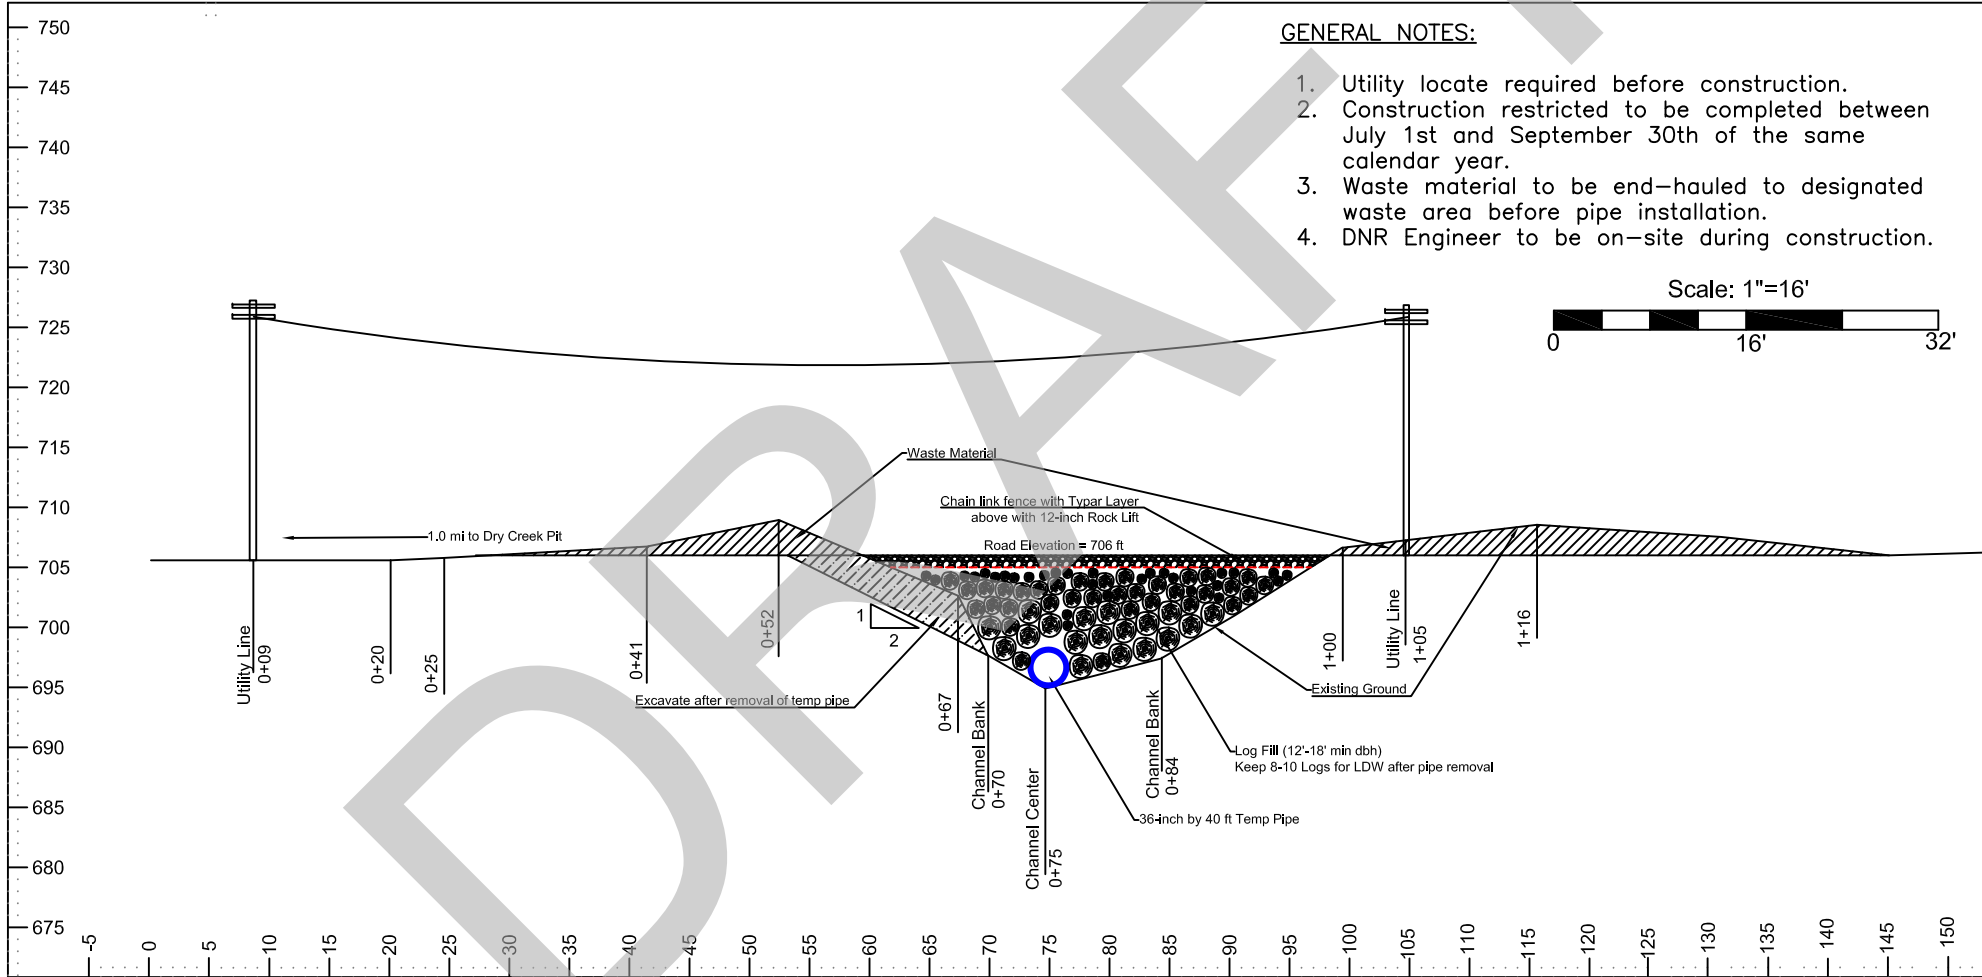 GENERAL NOTES:
1. Utility locate required before construction.
2. Construction restricted to be completed between
July 1st and September 30th of the same
calendar year.
3. Waste material to be end-hauled to designated
waste area before pipe installation.
4. DNR Engineer to be on-site during construction.
Scale: 1"=16'
0 16' 32'
750
745
740
735
730
725
720
715
710
705
700
695
690
685
680
675
Waste Material
Chain link fence with Typar Layer
above with 12-inch Rock Lift
Road Elevation = 706 ft
1.0 mi to Dry Creek Pit
1
2
Excavate after removal of temp pipe
Existing Ground
Log Fill (12'-18' min dbh)
Keep 8-10 Logs for LDW after pipe removal
36-inch by 40 ft Temp Pipe
Utility Line
0+09
0+20
0+25
0+41
0+52
0+67
Channel Bank
0+70
Channel Center
0+75
Channel Bank
0+84
1+00
Utility Line
1+05
1+16
-5 0 5 10 15 20 25 30 35 40 45 50 55 60 65 70 75 80 85 90 95 100 105 110 115 120 125 130 135 140 145 150
DRAFT